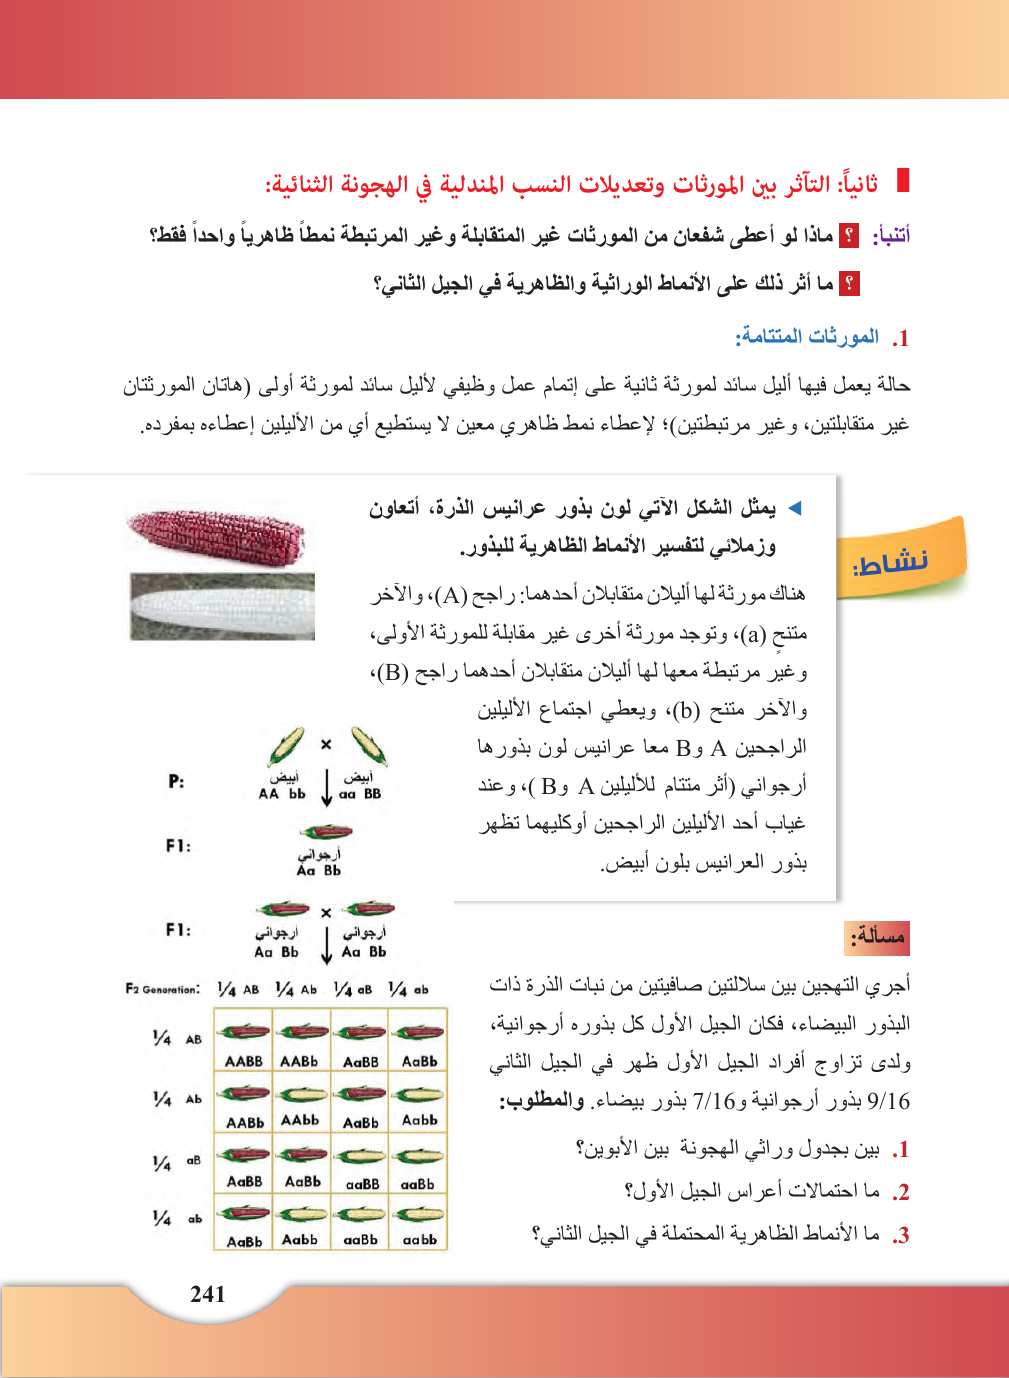 ثانياً: التآثر بين المورثات وتعديلات النسب المندلية في الهجونة الثنائية:
أتنبأ: ؟ ماذا لو أعطى شفعان من المورثات غير المتقابلة وغير المرتبطة نمطاً ظاهرياً واحداً فقط؟
؟ ما أثر ذلك على الأنماط الوراثية والظاهرية في الجيل الثاني؟
1. المورثات المتتامة:
حالة يعمل فيها أليل سائد لمورثة ثانية على إتمام عمل وظيفي لأليل سائد لمورثة أولى (هاتان المورثتان
غير متقابلتين، وغير مرتبطتين)؛ لإعطاء نمط ظاهري معين لا يستطيع أي من الأليلين إعطاءه بمفرده.
نشاط:
يمثل الشكل الآتي لون بذور عرانيس الذرة، أتعاون
وزملائي لتفسير الأنماط الظاهرية للبذور.
هناك مورثة لها أليلان متقابلان أحدهما: راجح (A)، والآخر
متنحٍ (a)، وتوجد مورثة أخرى غير مقابلة للمورثة الأولى،
وغير مرتبطة معها لها أليلان متقابلان أحدهما راجح (B)،
والآخر متنح (b)، ويعطي اجتماع الأليلين
الراجحين A وB معا عرانيس لون بذورها
أرجواني (أثر متتام للأليلين A وB )، وعند
غياب أحد الأليلين الراجحين أوكليهما تظهر
بذور العرانيس بلون أبيض.
×
P: أبيض أبيض
AA bb aa BB
F1: أرجواني
Aa Bb
×
F1: أرجواني أرجواني
Aa Bb Aa Bb
F2 Generation: 1/4 AB 1/4 Ab 1/4 aB 1/4 ab
1/4 AB
AABB AABb AaBB AaBb
1/4 Ab
AABb AAbb AaBb Aabb
1/4 aB
AaBB AaBb aaBB aaBb
1/4 ab
AaBb Aabb aaBb aabb
مسألة:
أجري التهجين بين سلالتين صافيتين من نبات الذرة ذات
البذور البيضاء، فكان الجيل الأول كل بذوره أرجوانية،
ولدى تزاوج أفراد الجيل الأول ظهر في الجيل الثاني
9/16 بذور أرجوانية و7/16 بذور بيضاء. والمطلوب:
1. بين بجدول وراثي الهجونة بين الأبوين؟
2. ما احتمالات أعراس الجيل الأول؟
3. ما الأنماط الظاهرية المحتملة في الجيل الثاني؟
241